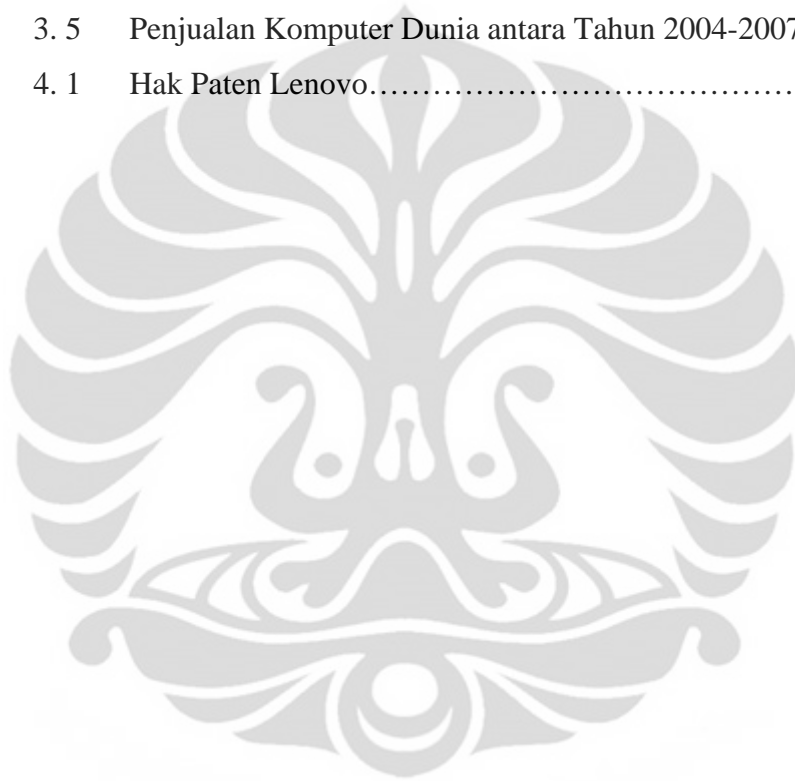 3. 5 Penjualan Komputer Dunia antara Tahun 2004-2007
4. 1 Hak Paten Lenovo........................................